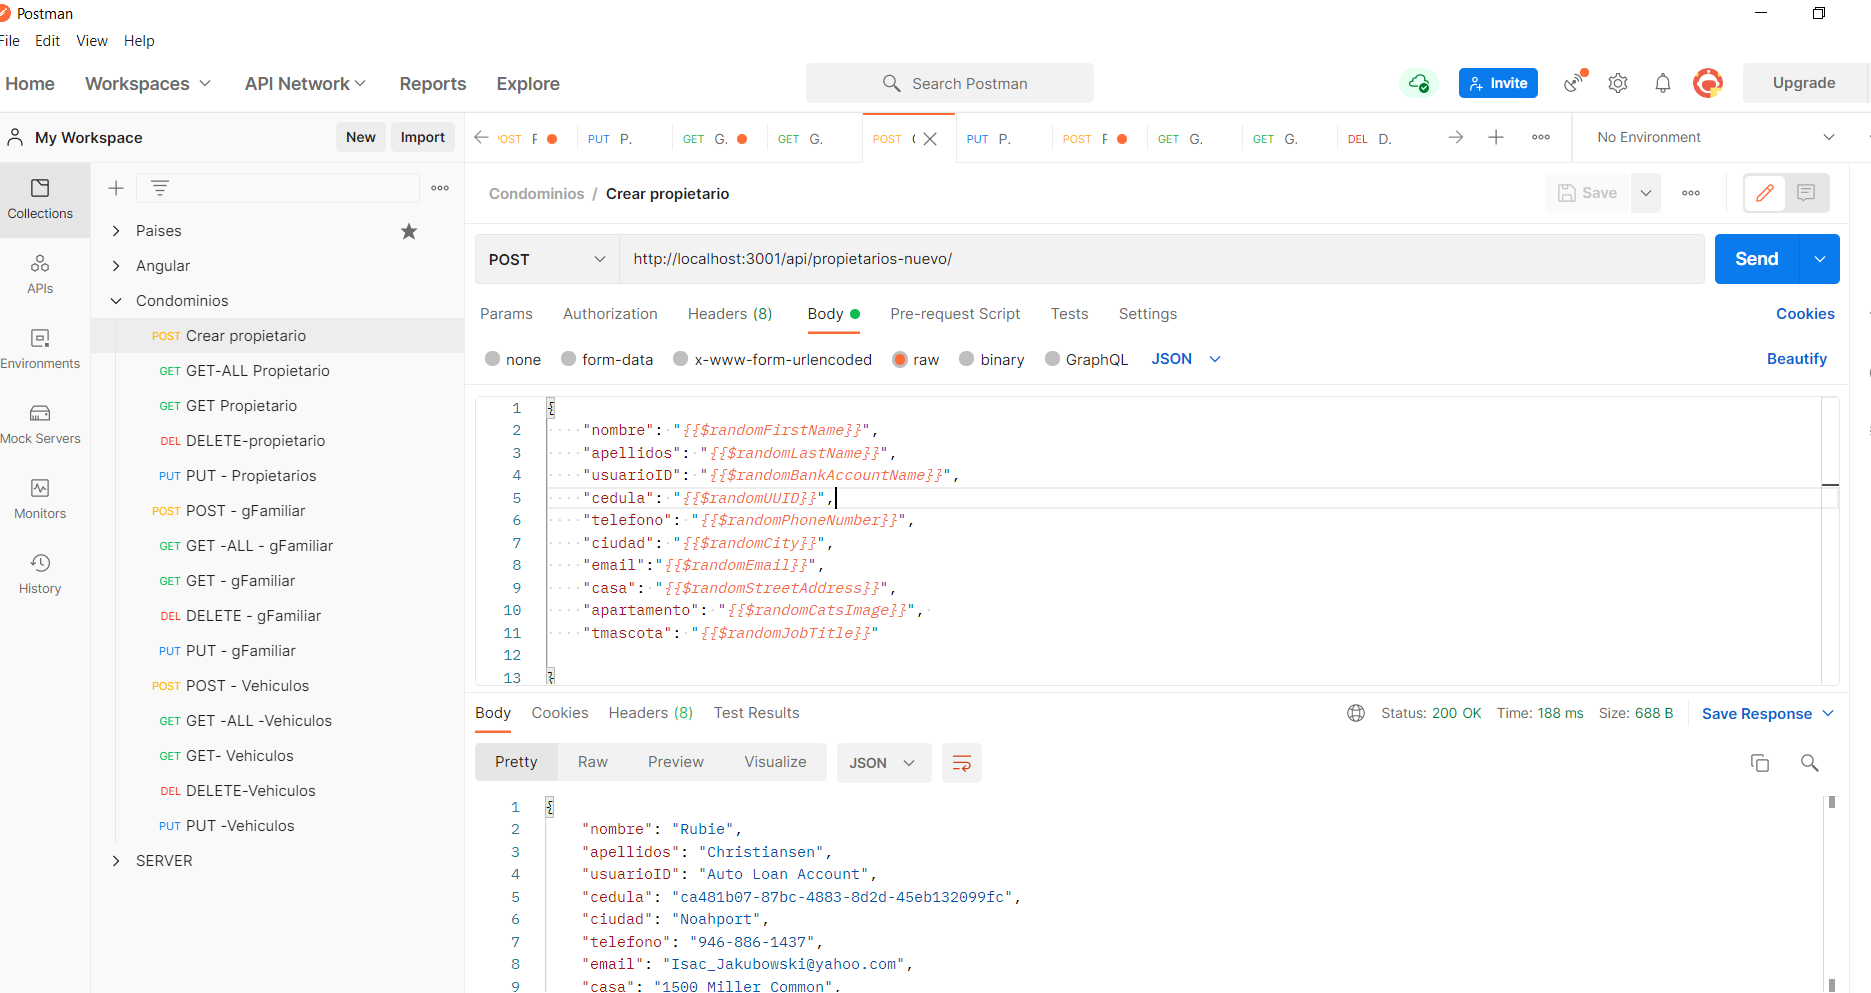 Postman
File Edit View Help
Home Workspaces API Network Reports Explore
Search Postman
Invite
Upgrade
My Workspace
New Import
POST PUT P. GET G. GET G. POST PUT P. POST GET G. GET G. DEL D.
No Environment
Collections
APIs
Environments
Mock Servers
Monitors
History
Paises
Angular
Condominios
POST Crear propietario
GET GET-ALL Propietario
GET GET Propietario
DEL DELETE-propietario
PUT PUT - Propietarios
POST POST - gFamiliar
GET GET -ALL - gFamiliar
GET GET - gFamiliar
DEL DELETE - gFamiliar
PUT PUT - gFamiliar
POST POST - Vehiculos
GET GET -ALL -Vehiculos
GET GET- Vehiculos
DEL DELETE-Vehiculos
PUT PUT -Vehiculos
SERVER
Condominios / Crear propietario
Save
POST http://localhost:3001/api/propietarios-nuevo/
Send
Params Authorization Headers (8) Body Pre-request Script Tests Settings
Cookies
none form-data x-www-form-urlencoded raw binary GraphQL JSON
Beautify
1 {
2 "nombre": "{{$randomFirstName}}",
3 "apellidos": "{{$randomLastName}}",
4 "usuarioID": "{{$randomBankAccountName}}",
5 "cedula": "{{$randomUUID}}",
6 "telefono": "{{$randomPhoneNumber}}",
7 "ciudad": "{{$randomCity}}",
8 "email":"{{$randomEmail}}",
9 "casa": "{{$randomStreetAddress}}",
10 "apartamento": "{{$randomCatsImage}}",
11 "tmascota": "{{$randomJobTitle}}"
12
13 }
Body Cookies Headers (8) Test Results
Status: 200 OK Time: 188 ms Size: 688 B Save Response
Pretty Raw Preview Visualize JSON
1 {
2 "nombre": "Rubie",
3 "apellidos": "Christiansen",
4 "usuarioID": "Auto Loan Account",
5 "cedula": "ca481b07-87bc-4883-8d2d-45eb132099fc",
6 "ciudad": "Noahport",
7 "telefono": "946-886-1437",
8 "email": "Isac_Jakubowski@yahoo.com",
9 "casa": "1500 Miller Common",